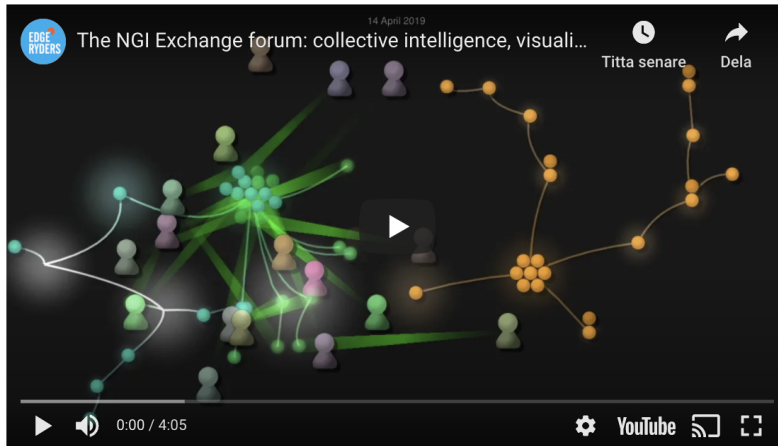 14 April 2019
EDGE
RYDERS
The NGI Exchange forum: collective intelligence, visuali...
Titta senare
Dela
0:00 / 4:05
YouTube